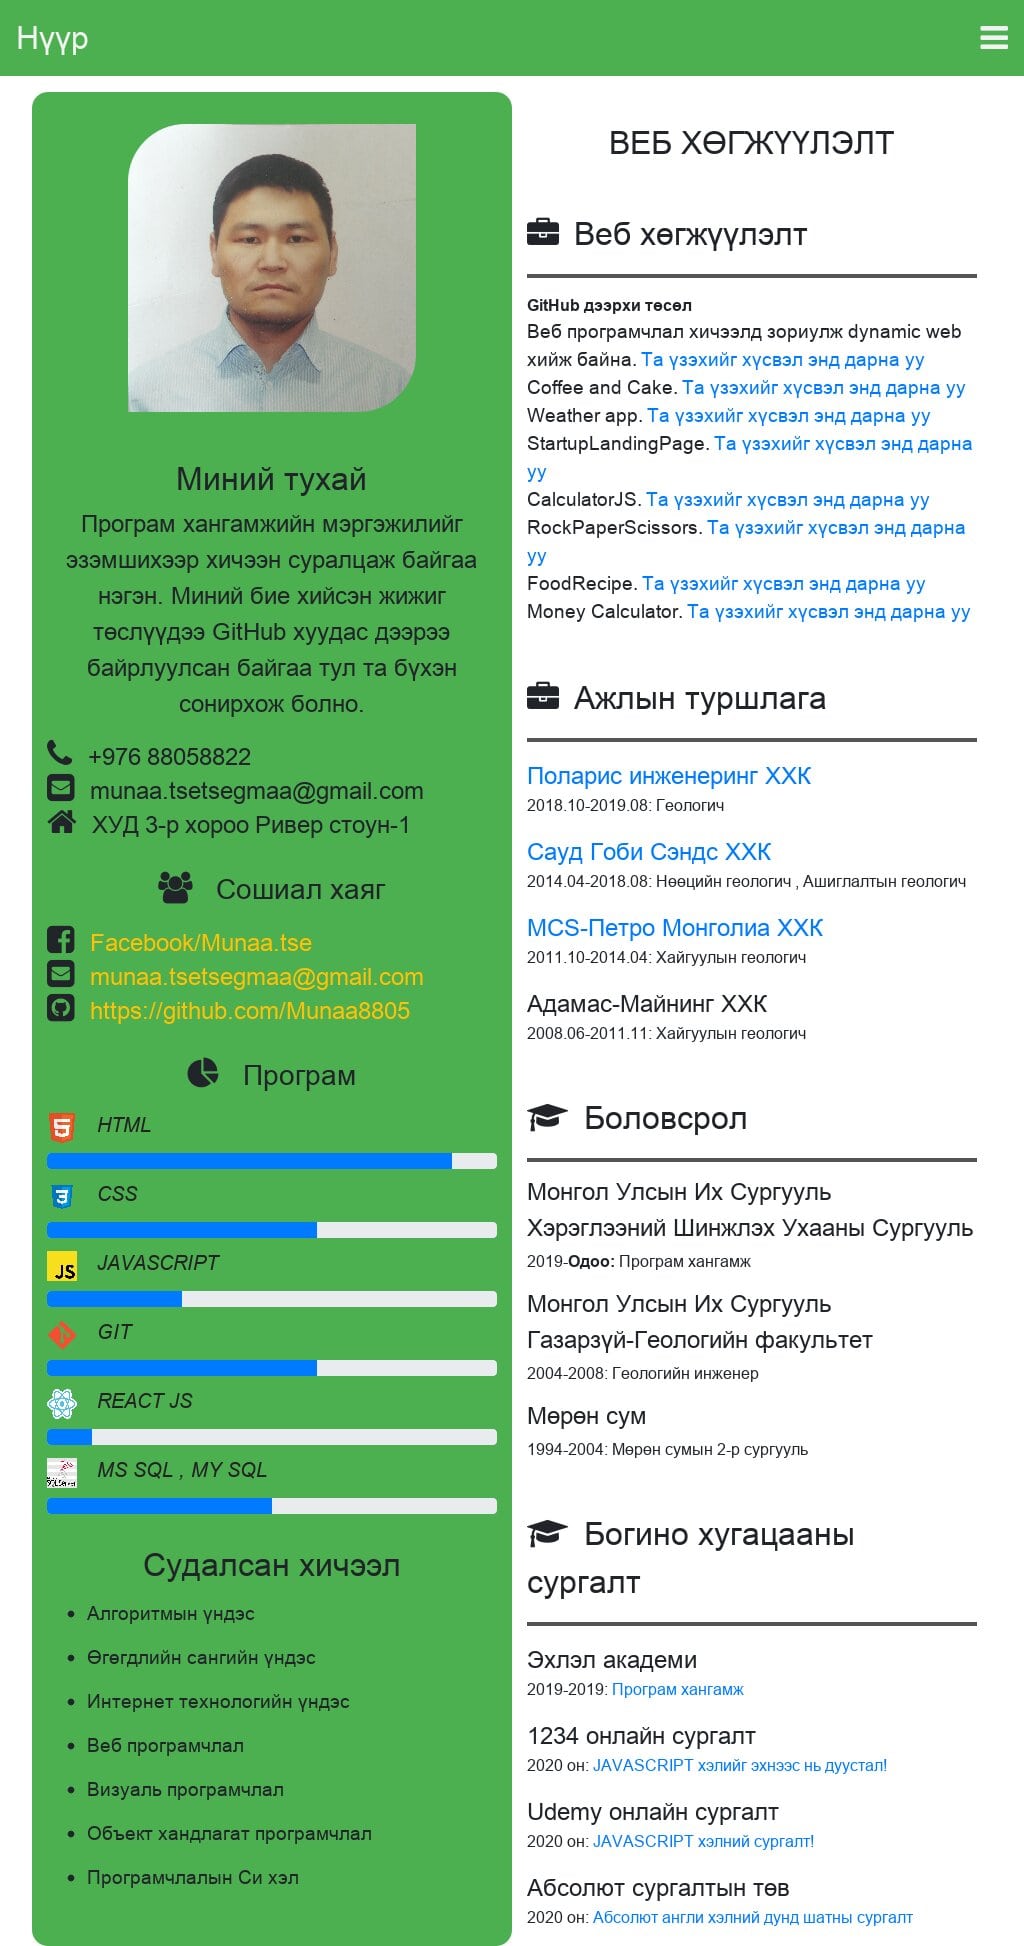 Нүүр
Миний тухай
Програм хангамжийн мэргэжилийг
эзэмшихээр хичээн суралцаж байгаа
нэгэн. Миний бие хийсэн жижиг
төслүүдээ GitHub хуудас дээрээ
байрлуулсан байгаа тул та бүхэн
сонирхож болно.
+976 88058822
munaa.tsetsegmaa@gmail.com
ХУД 3-р хороо Ривер стоун-1
Сошиал хаяг
Facebook/Munaa.tse
munaa.tsetsegmaa@gmail.com
https://github.com/Munaa8805
Програм
HTML
CSS
JS JAVASCRIPT
GIT
REACT JS
MS SQL , MY SQL
Судалсан хичээл
• Алгоритмын үндэс
• Өгөгдлийн сангийн үндэс
• Интернет технологийн үндэс
• Веб програмчлал
• Визуаль програмчлал
• Объект хандлагат програмчлал
• Програмчлалын Си хэл
ВЕБ ХӨГЖҮҮЛЭЛТ
Веб хөгжүүлэлт
GitHub дээрхи төсөл
Веб програмчлал хичээлд зориулж dynamic web
хийж байна. Та үзэхийг хүсвэл энд дарна уу
Coffee and Cake. Та үзэхийг хүсвэл энд дарна уу
Weather app. Та үзэхийг хүсвэл энд дарна уу
StartupLandingPage. Та үзэхийг хүсвэл энд дарна
уу
CalculatorJS. Та үзэхийг хүсвэл энд дарна уу
RockPaperScissors. Та үзэхийг хүсвэл энд дарна
уу
FoodRecipe. Та үзэхийг хүсвэл энд дарна уу
Money Calculator. Та үзэхийг хүсвэл энд дарна уу
Ажлын туршлага
Поларис инженеринг ХХК
2018.10-2019.08: Геологич
Сауд Гоби Сэндс ХХК
2014.04-2018.08: Нөөцийн геологич , Ашиглалтын геологич
MCS-Петро Монголиа ХХК
2011.10-2014.04: Хайгуулын геологич
Адамас-Майнинг ХХК
2008.06-2011.11: Хайгуулын геологич
Боловсрол
Монгол Улсын Их Сургууль
Хэрэглээний Шинжлэх Ухааны Сургууль
2019-Одоо: Програм хангамж
Монгол Улсын Их Сургууль
Газарзүй-Геологийн факультет
2004-2008: Геологийн инженер
Мөрөн сум
1994-2004: Мөрөн сумын 2-р сургууль
Богино хугацааны
сургалт
Эхлэл академи
2019-2019: Програм хангамж
1234 онлайн сургалт
2020 он: JAVASCRIPT хэлийг эхнээс нь дуустал!
Udemy онлайн сургалт
2020 он: JAVASCRIPT хэлний сургалт!
Абсолют сургалтын төв
2020 он: Абсолют англи хэлний дунд шатны сургалт